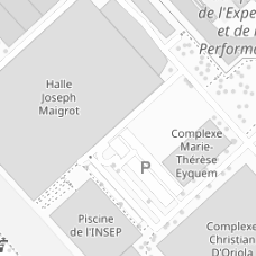 de l'Expe
et de l
Performa
Halle
Joseph
Maigrot
Complexe
Marie-
Thérèse
Eyquem
P
Piscine
de l'INSEP
Complexe
Christian
D'Oriola